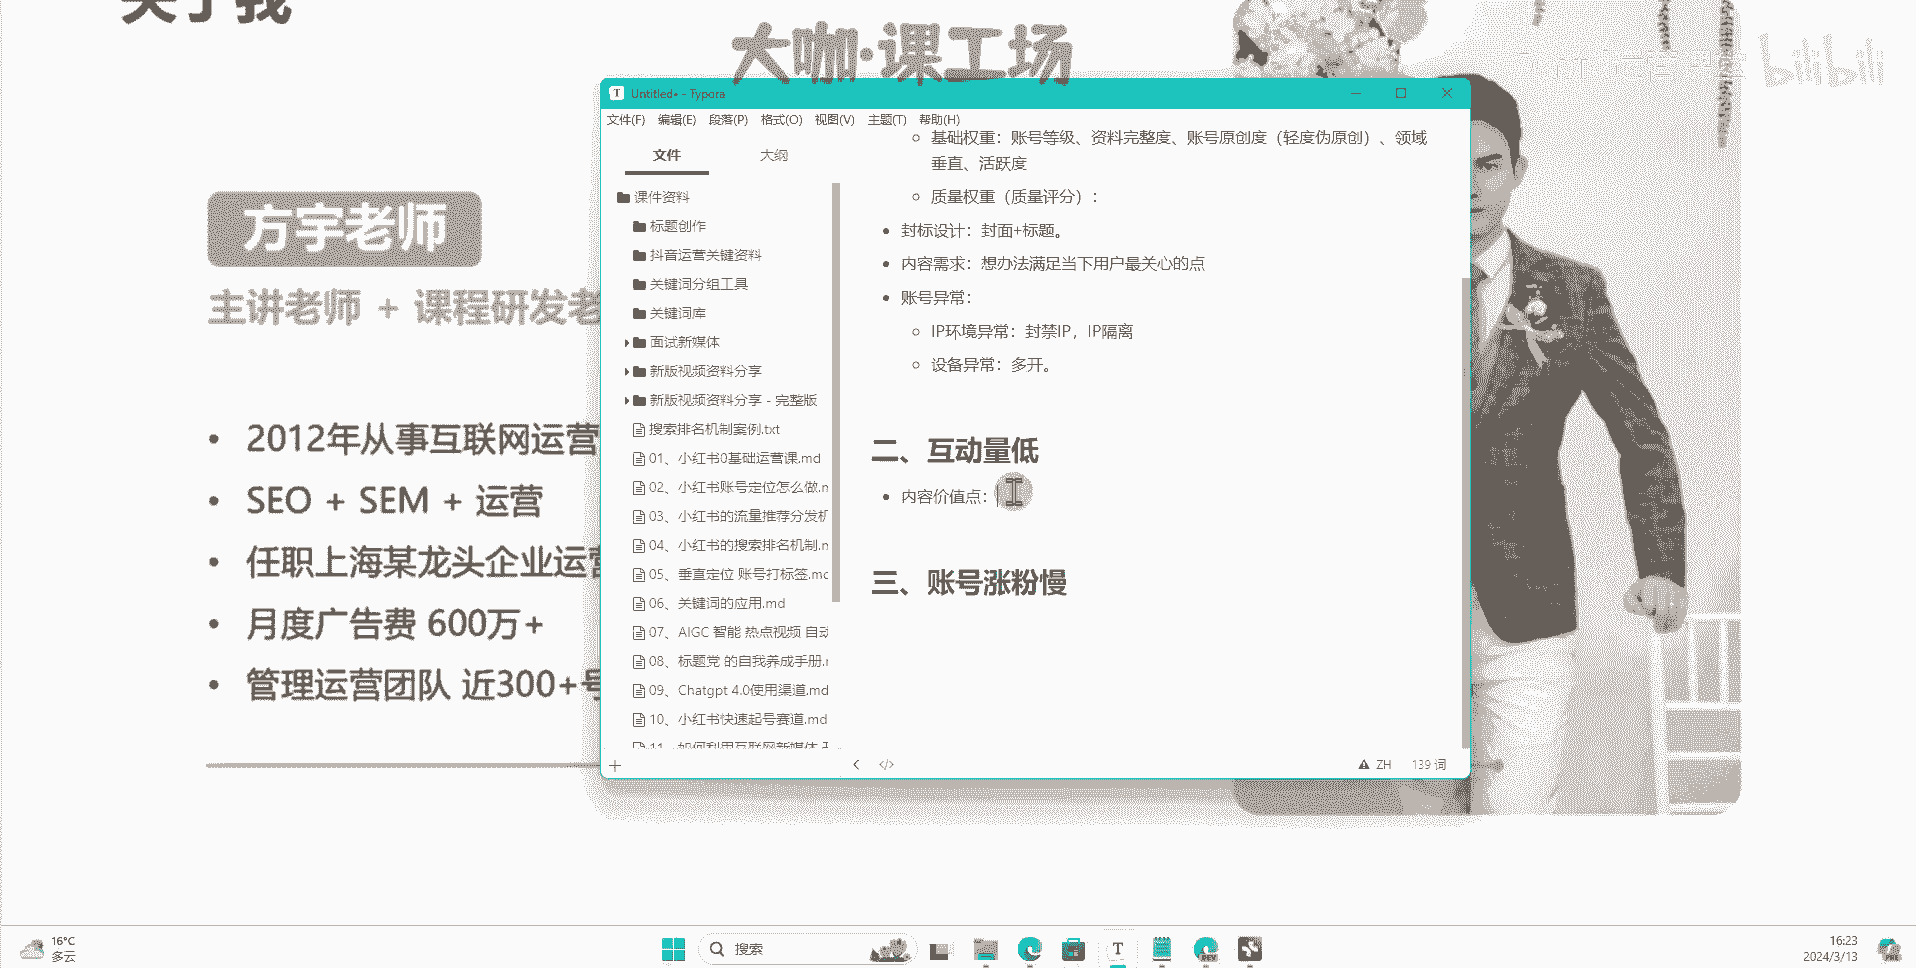 关于我
大咖·课工场
bilibili
方宇老师
主讲老师 + 课程研发老
2012年从事互联网运营
SEO + SEM + 运营
任职上海某龙头企业运营
月度广告费 600万+
管理运营团队 近300+号
Untitled• - Typora
文件(F) 编辑(E) 段落(P) 格式(O) 视图(V) 主题(T) 帮助(H)
文件 大纲
课件资料
标题创作
抖音运营关键资料
关键词分组工具
关键词库
面试新媒体
新版视频资料分享
新版视频资料分享 - 完整版
搜索排名机制案例.txt
01、小红书0基础运营课.md
02、小红书账号定位怎么做.m
03、小红书的流量推荐分发机
04、小红书的搜索排名机制.m
05、垂直定位 账号打标签.md
06、关键词的应用.md
07、AIGC 智能 热点视频 自动
08、标题党 的自我养成手册.m
09、Chatgpt 4.0使用渠道.md
10、小红书快速起号赛道.md
11、如何利用互联网新媒体
基础权重：账号等级、资料完整度、账号原创度（轻度伪原创）、领域
垂直、活跃度
质量权重（质量评分）：
封标设计：封面+标题。
内容需求：想办法满足当下用户最关心的点
账号异常：
IP环境异常：封禁IP，IP隔离
设备异常：多开。
二、互动量低
内容价值点：
三、账号涨粉慢
ZH 139 词
16°C
多云
搜索
16:23
2024/3/13